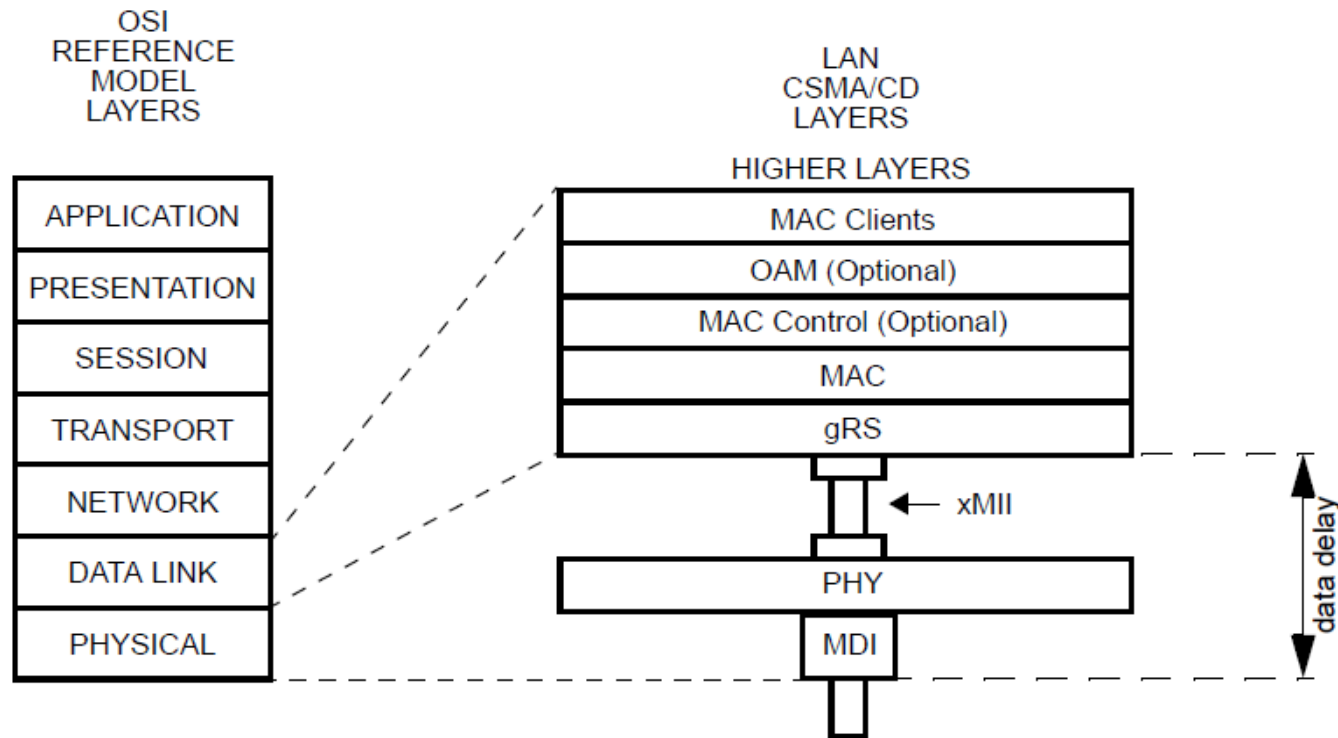 OSI
REFERENCE
MODEL
LAYERS
APPLICATION
PRESENTATION
SESSION
TRANSPORT
NETWORK
DATA LINK
PHYSICAL
LAN
CSMA/CD
LAYERS
HIGHER LAYERS
MAC Clients
OAM (Optional)
MAC Control (Optional)
MAC
gRS
xMII
PHY
MDI
data delay